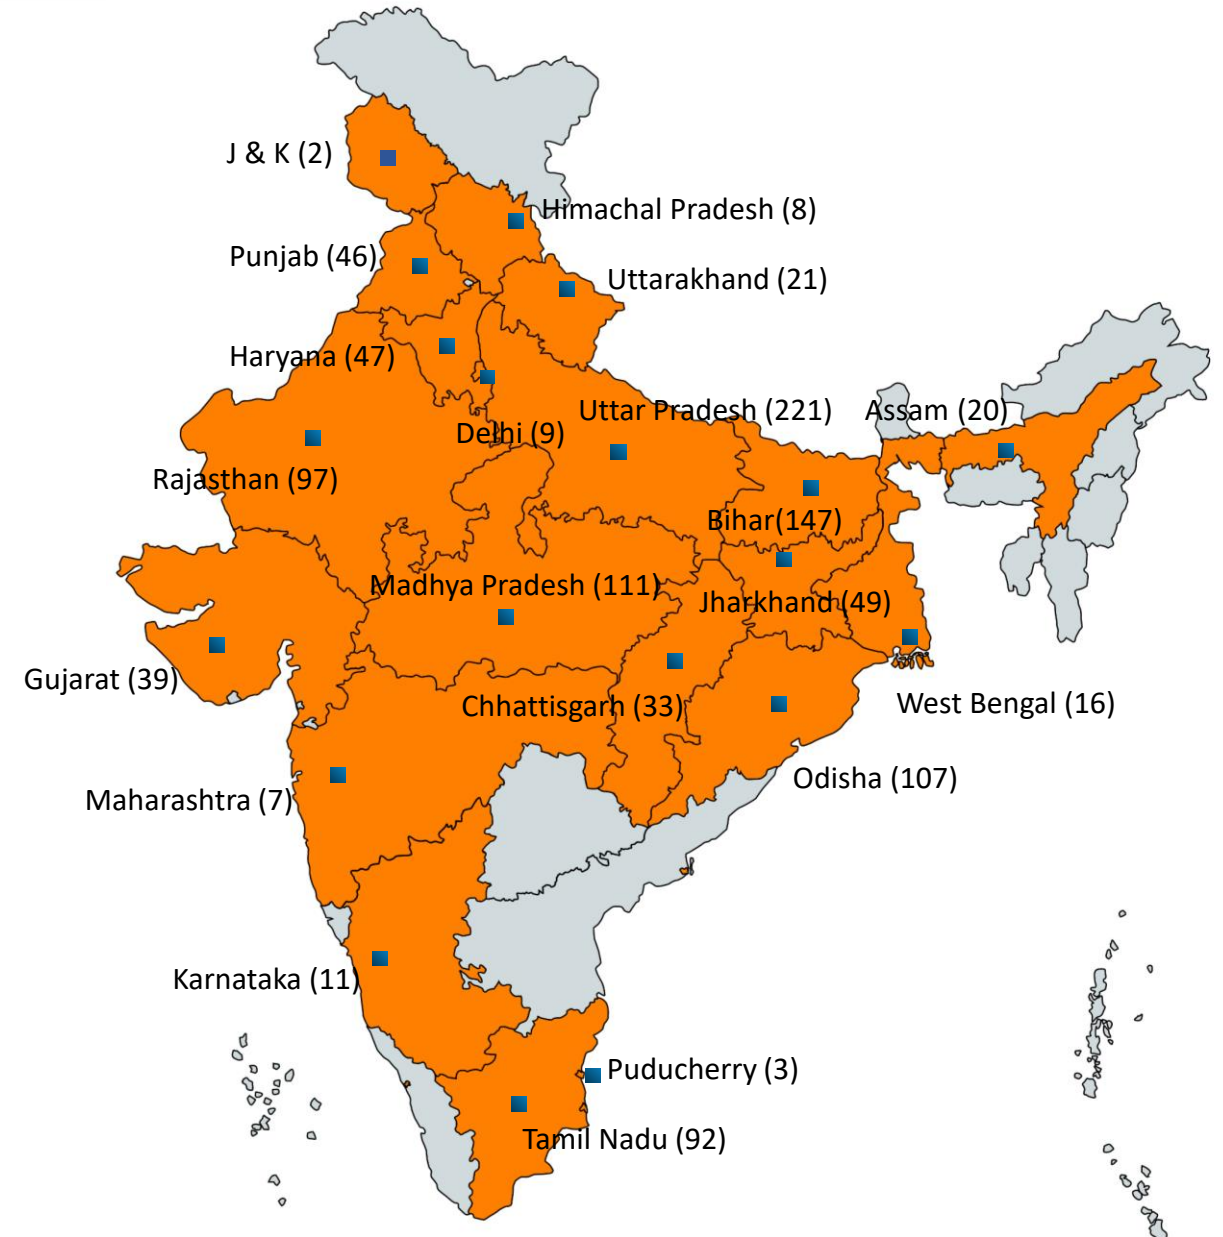 J & K (2)
Himachal Pradesh (8)
Punjab (46)
Uttarakhand (21)
Haryana (47)
Uttar Pradesh (221)
Assam (20)
Delhi (9)
Rajasthan (97)
Bihar(147)
Madhya Pradesh (111)
Jharkhand (49)
Gujarat (39)
Chhattisgarh (33)
West Bengal (16)
Odisha (107)
Maharashtra (7)
Karnataka (11)
Puducherry (3)
Tamil Nadu (92)